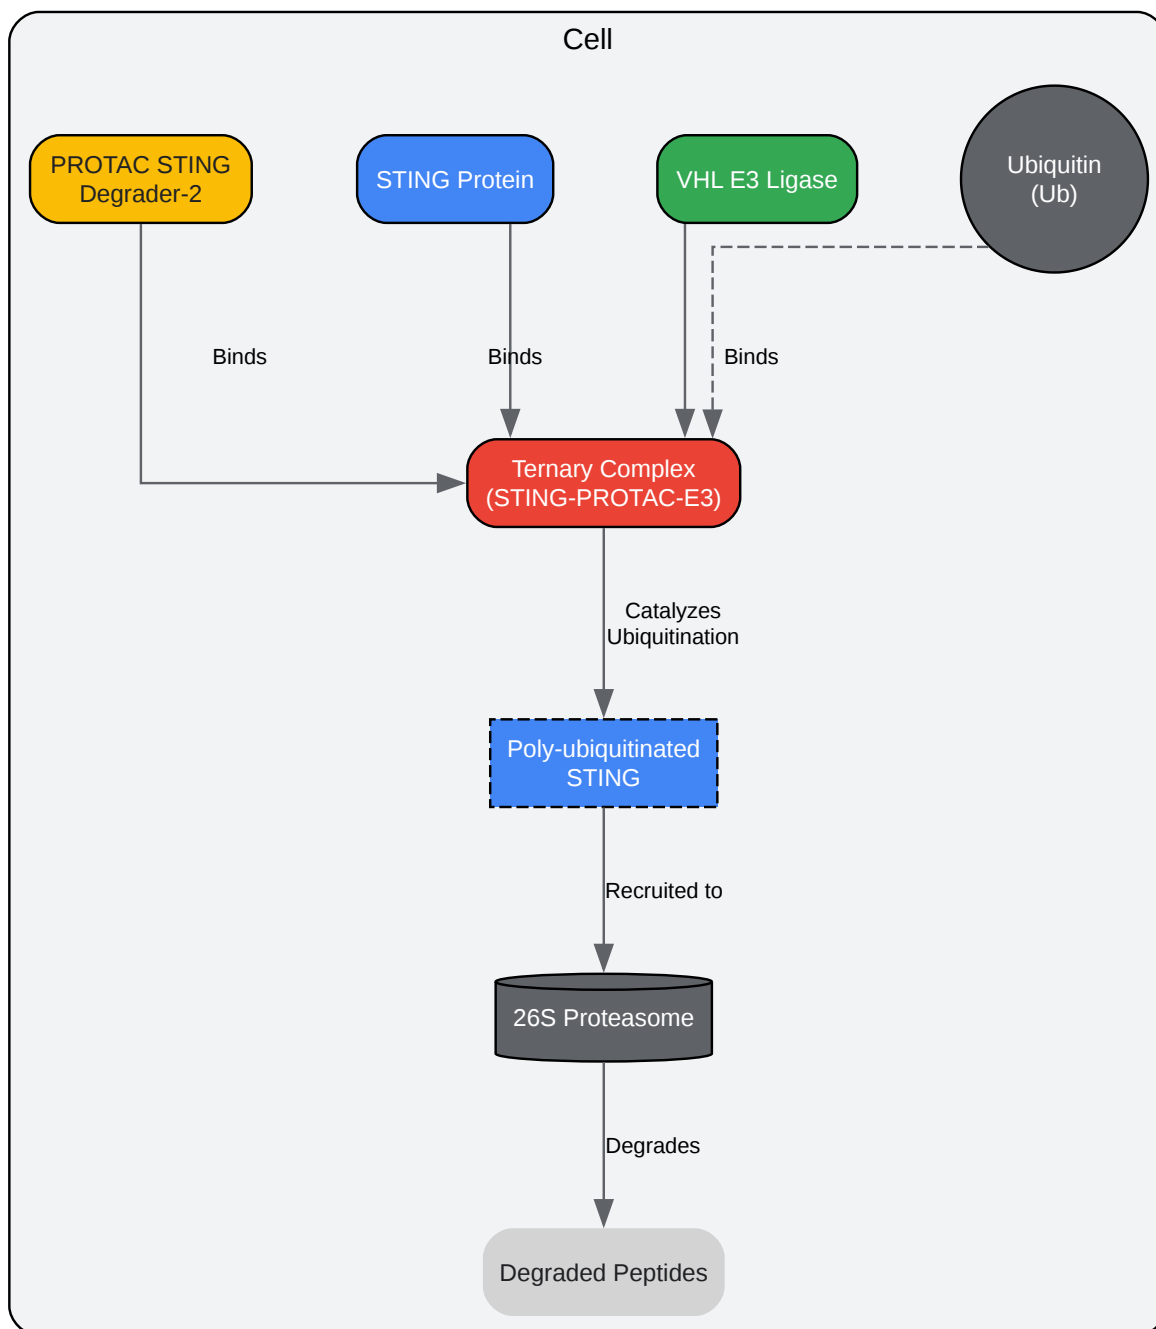 Cell
PROTAC STING
Degrader-2
STING Protein
VHL E3 Ligase
Ubiquitin
(Ub)
Binds
Binds
Binds
Ternary Complex
(STING-PROTAC-E3)
Catalyzes
Ubiquitination
Poly-ubiquitinated
STING
Recruited to
26S Proteasome
Degrades
Degraded Peptides